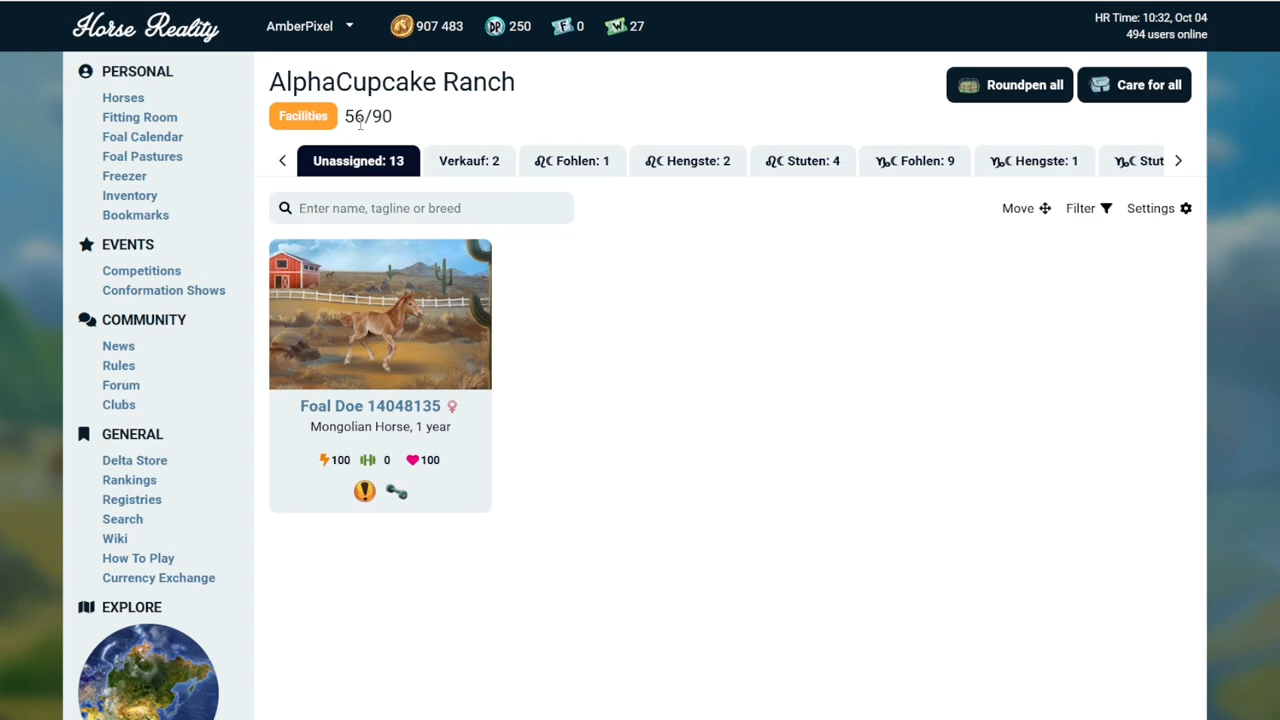 Horse Reality
AmberPixel
907 483
DP 250
F 0
W 27
HR Time: 10:32, Oct 04
494 users online
PERSONAL
Horses
Fitting Room
Foal Calendar
Foal Pastures
Freezer
Inventory
Bookmarks
EVENTS
Competitions
Conformation Shows
COMMUNITY
News
Rules
Forum
Clubs
GENERAL
Delta Store
Rankings
Registries
Search
Wiki
How To Play
Currency Exchange
EXPLORE
AlphaCupcake Ranch
Facilities 56/90
Roundpen all
Care for all
Unassigned: 13
Verkauf: 2
♌☾ Fohlen: 1
♌☾ Hengste: 2
♌☾ Stuten: 4
♑☾ Fohlen: 9
♑☾ Hengste: 1
♑☾ Stut
Enter name, tagline or breed
Move
Filter
Settings
Foal Doe 14048135 ♀
Mongolian Horse, 1 year
100 0 100